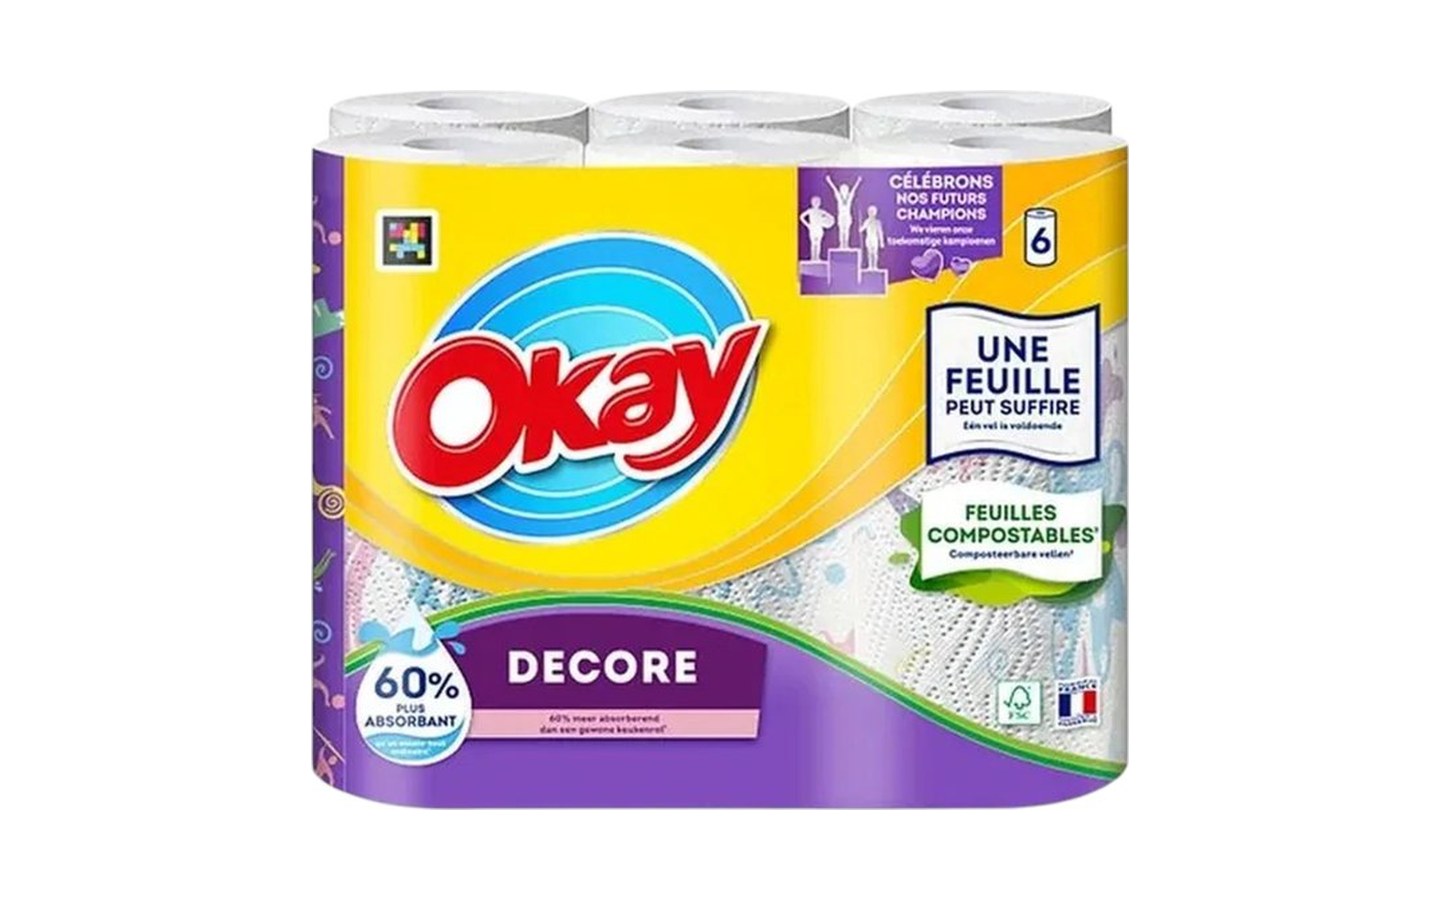 CÉLÉBRONS
NOS FUTURS
CHAMPIONS
We vieren onze
toekomstige kampioenen
6
Okay
UNE
FEUILLE
PEUT SUFFIRE
Eén vel is voldoende
FEUILLES
COMPOSTABLES*
Composteerbare vellen*
DECORE
60%
PLUS
ABSORBANT
60% meer absorberend
dan een gewone keukenrol*
FSC
FRANCE